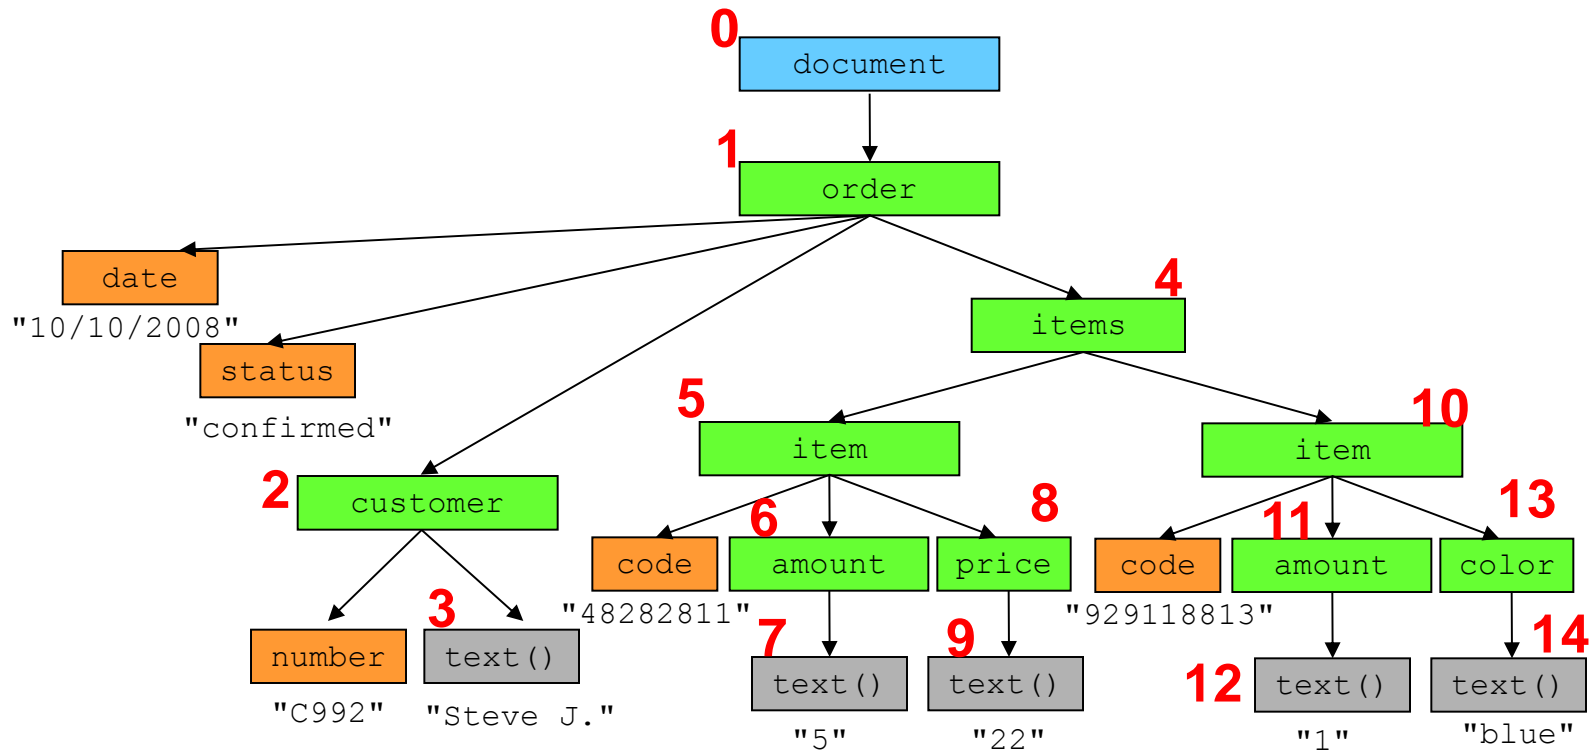 0
document
1
order
date
"10/10/2008"
status
"confirmed"
2
customer
number
"C992"
3
text()
"Steve J."
4
items
5
item
code
"48282811"
6
amount
7
text()
"5"
8
price
9
text()
"22"
10
item
code
"929118813"
11
amount
12
text()
"1"
13
color
14
text()
"blue"